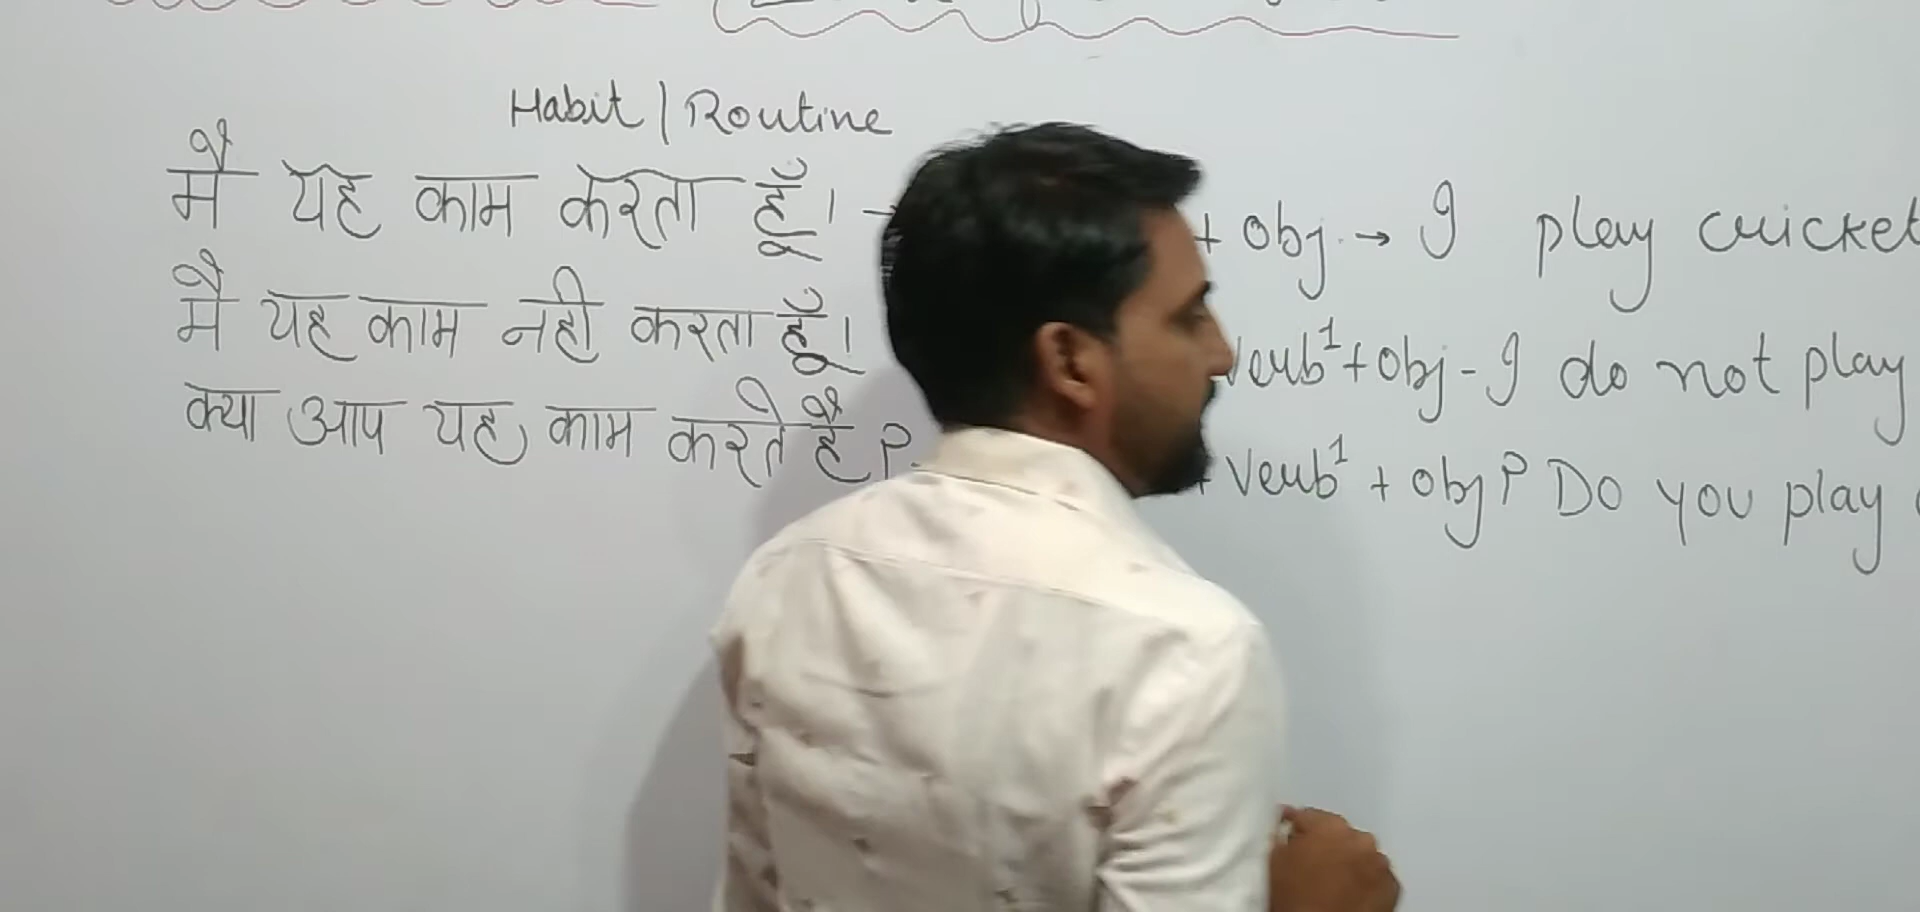 Habit | Routine
मै यह काम करता हूँ। → + obj. → I play cricket
मै यह काम नही करता हूँ। verb¹ + obj - I do not play
क्या आप यह काम करते है ? + verb¹ + obj ? Do you play